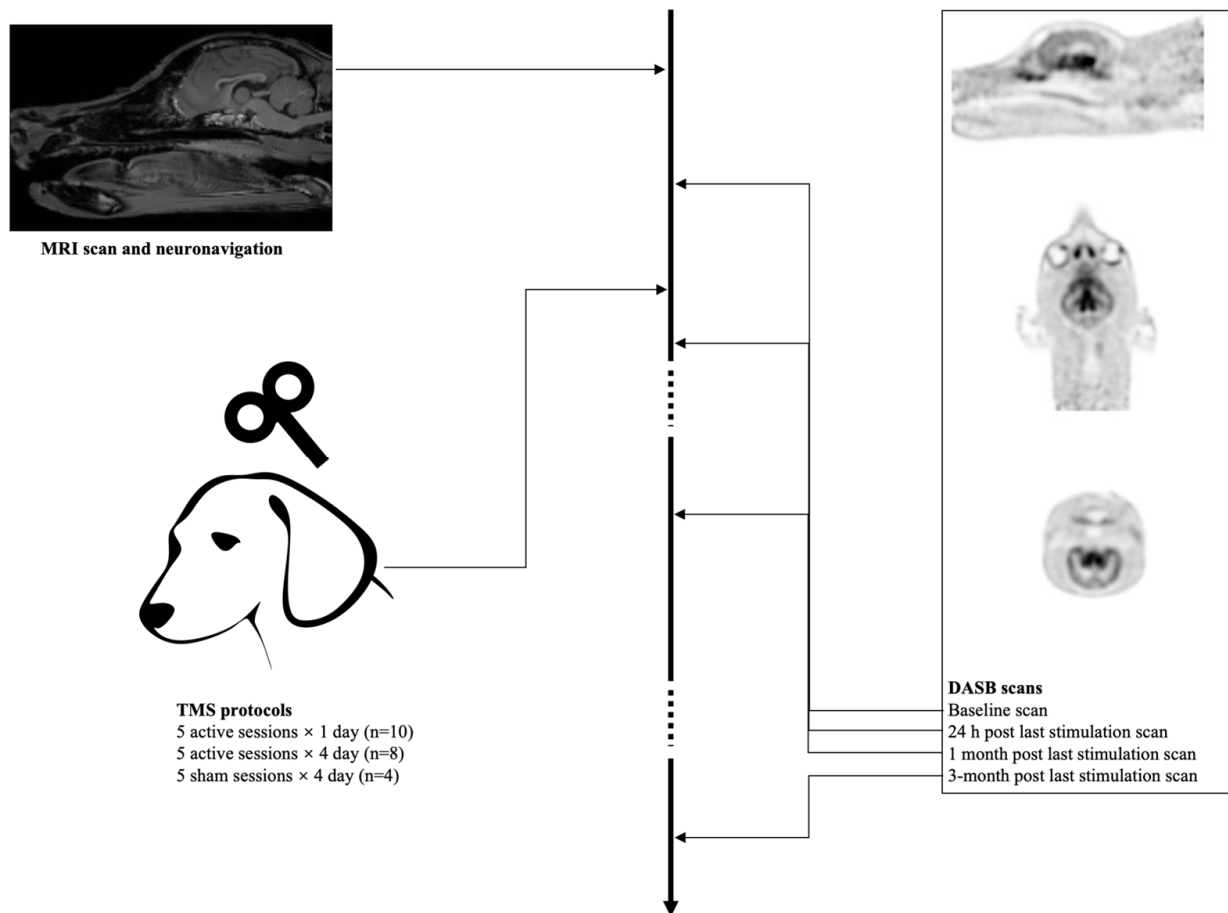 MRI scan and neuronavigation
TMS protocols
5 active sessions × 1 day (n=10)
5 active sessions × 4 day (n=8)
5 sham sessions × 4 day (n=4)
DASB scans
Baseline scan
24 h post last stimulation scan
1 month post last stimulation scan
3-month post last stimulation scan